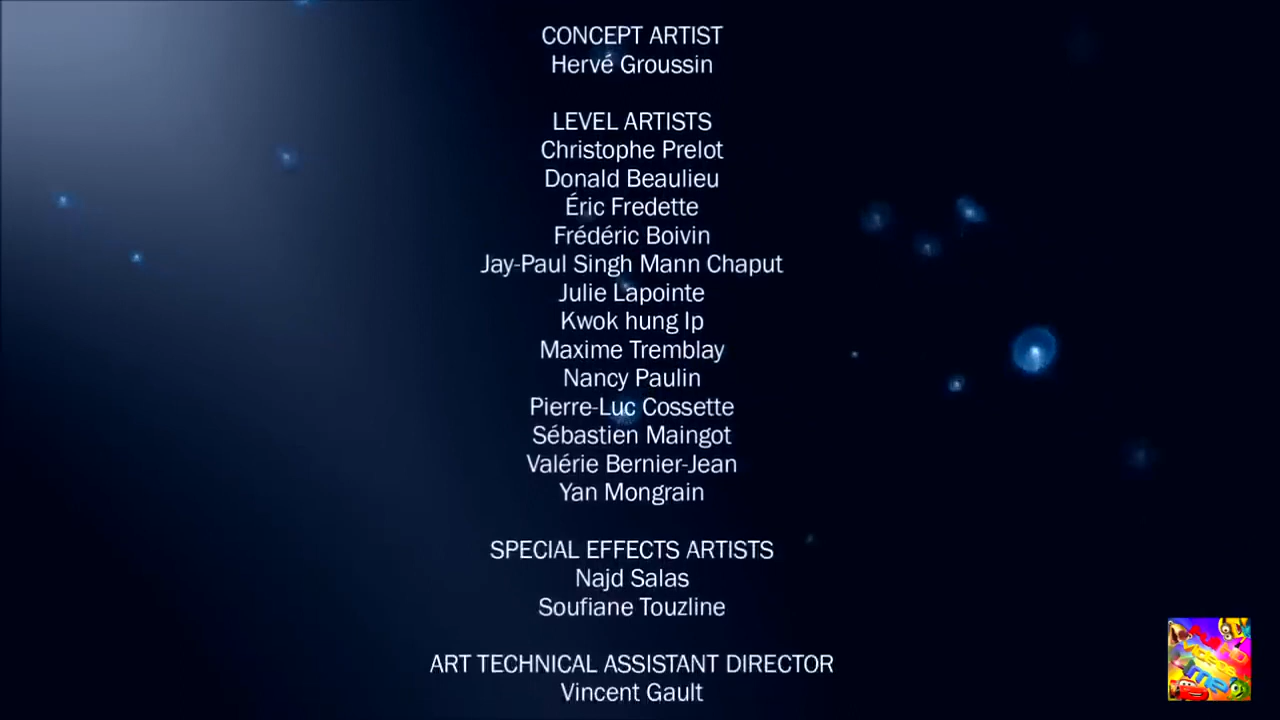 CONCEPT ARTIST
Hervé Groussin
LEVEL ARTISTS
Christophe Prelot
Donald Beaulieu
Éric Fredette
Frédéric Boivin
Jay-Paul Singh Mann Chaput
Julie Lapointe
Kwok hung Ip
Maxime Tremblay
Nancy Paulin
Pierre-Luc Cossette
Sébastien Maingot
Valérie Bernier-Jean
Yan Mongrain
SPECIAL EFFECTS ARTISTS
Najd Salas
Soufiane Touzline
ART TECHNICAL ASSISTANT DIRECTOR
Vincent Gault